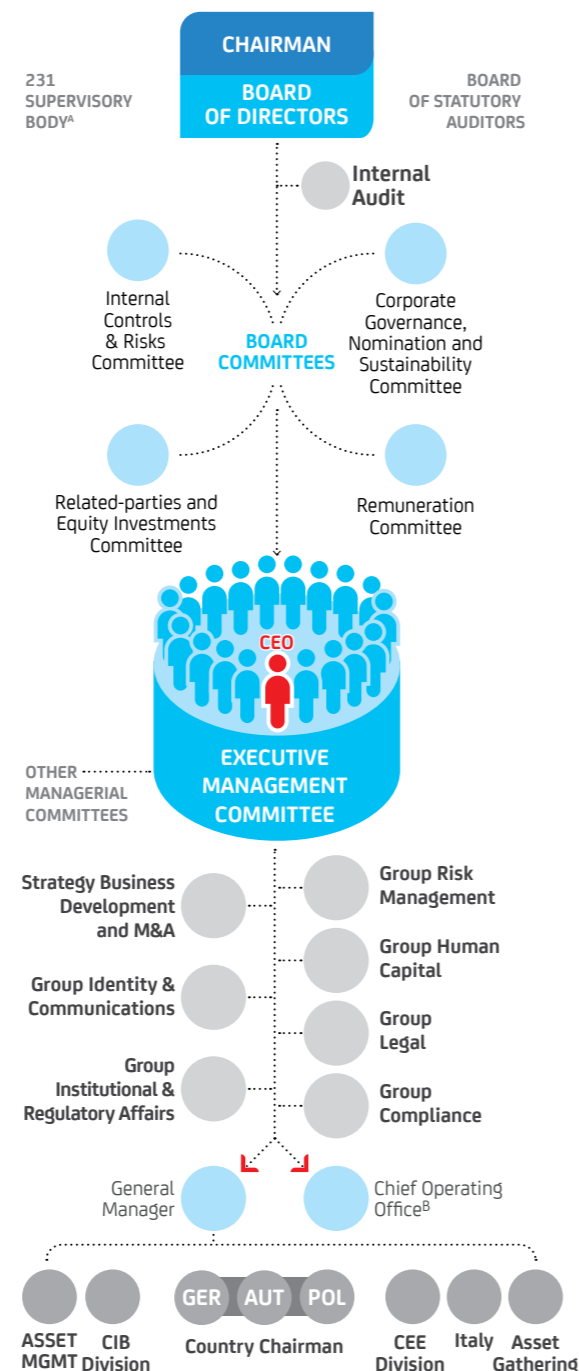 CHAIRMAN
BOARD
OF DIRECTORS
231
SUPERVISORY
BODYᴬ
BOARD
OF STATUTORY
AUDITORS
Internal
Audit
Internal
Controls
& Risks
Committee
Corporate
Governance,
Nomination and
Sustainability
Committee
BOARD
COMMITTEES
Related-parties and
Equity Investments
Committee
Remuneration
Committee
CEO
EXECUTIVE
MANAGEMENT
COMMITTEE
OTHER
MANAGERIAL
COMMITTEES
Strategy Business
Development
and M&A
Group Risk
Management
Group Human
Capital
Group Identity &
Communications
Group
Legal
Group
Institutional &
Regulatory Affairs
Group
Compliance
General
Manager
Chief Operating
Officeᴮ
GER AUT POL
ASSET
MGMT
CIB
Division
Country Chairman
CEE
Division
Italy
Asset
Gathering